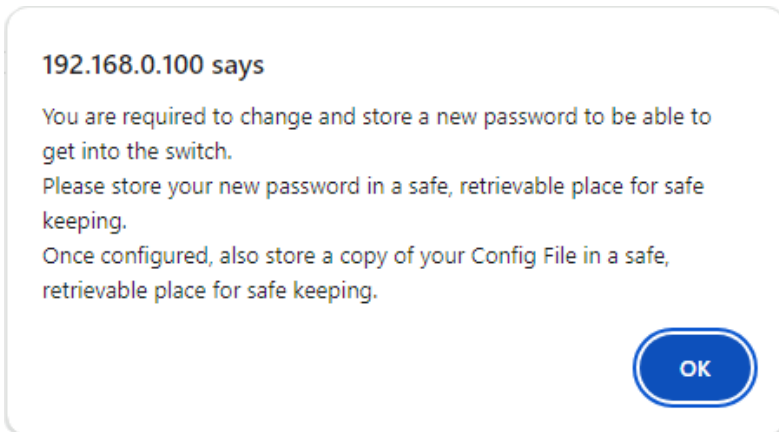 192.168.0.100 says
You are required to change and store a new password to be able to
get into the switch.
Please store your new password in a safe, retrievable place for safe
keeping.
Once configured, also store a copy of your Config File in a safe,
retrievable place for safe keeping.
OK